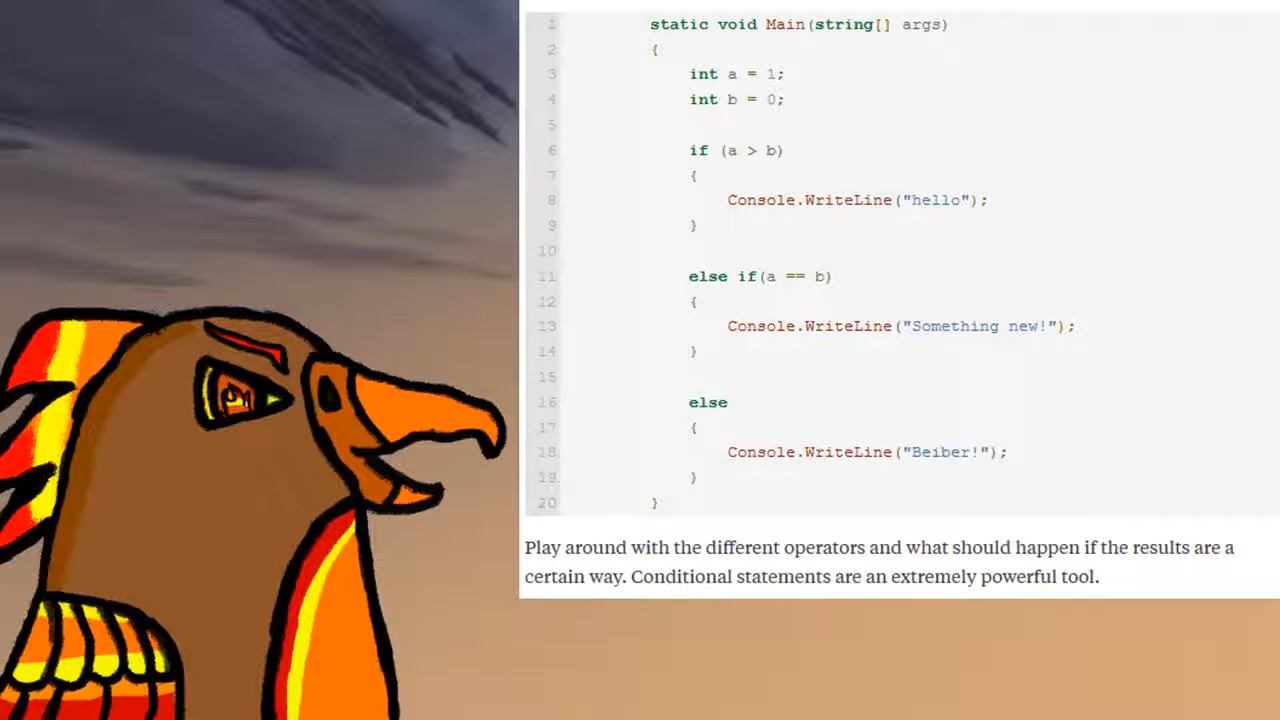 1 static void Main(string[] args)
2 {
3 int a = 1;
4 int b = 0;
5
6 if (a > b)
7 {
8 Console.WriteLine("hello");
9 }
10
11 else if(a == b)
12 {
13 Console.WriteLine("Something new!");
14 }
15
16 else
17 {
18 Console.WriteLine("Beiber!");
19 }
20 }
Play around with the different operators and what should happen if the results are a
certain way. Conditional statements are an extremely powerful tool.